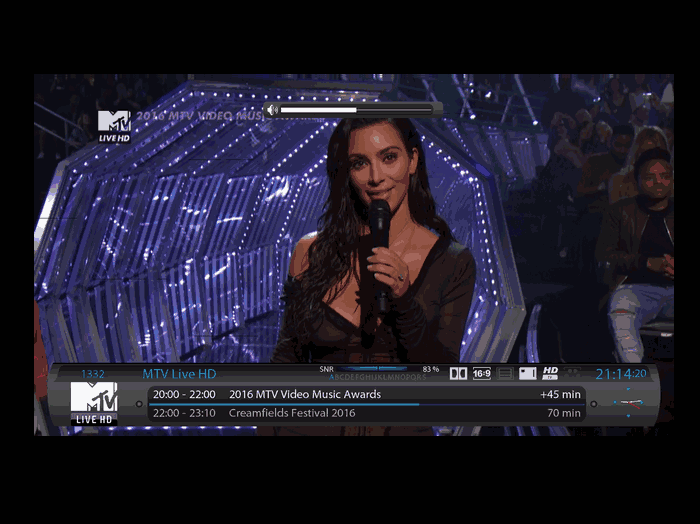 2016 MTV VIDEO MUS
MTV
LIVE HD
1332
MTV Live HD
SNR
83 %
ABCDEFGHIJKLMNOPQRS
16:9
HD
21:14:20
MTV
LIVE HD
20:00 - 22:00 2016 MTV Video Music Awards +45 min
22:00 - 23:10 Creamfields Festival 2016 70 min